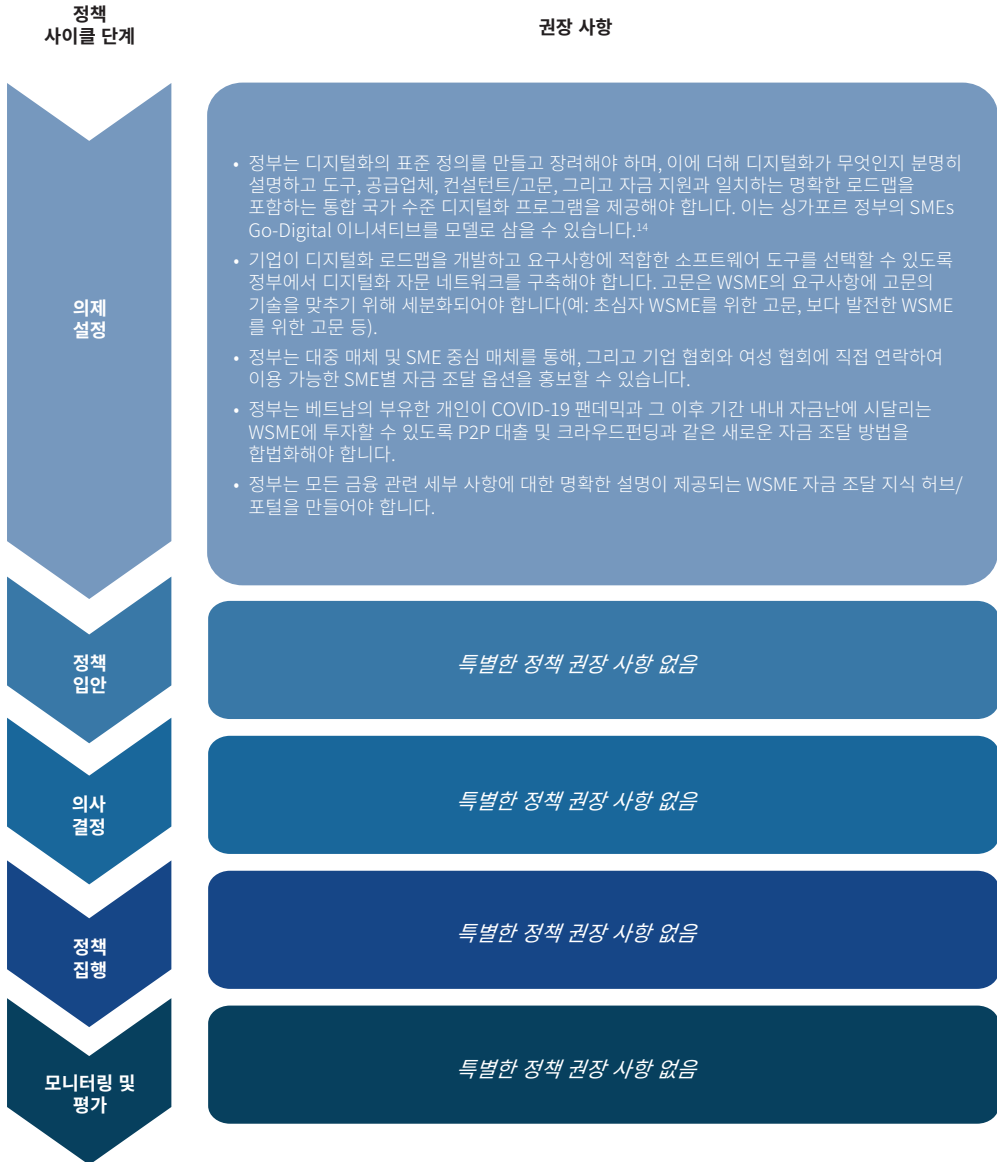 정책
사이클 단계
권장 사항
의제
설정
• 정부는 디지털화의 표준 정의를 만들고 장려해야 하며, 이에 더해 디지털화가 무엇인지 분명히
설명하고 도구, 공급업체, 컨설턴트/고문, 그리고 자금 지원과 일치하는 명확한 로드맵을
포함하는 통합 국가 수준 디지털화 프로그램을 제공해야 합니다. 이는 싱가포르 정부의 SMEs
Go-Digital 이니셔티브를 모델로 삼을 수 있습니다.¹⁴
• 기업이 디지털화 로드맵을 개발하고 요구사항에 적합한 소프트웨어 도구를 선택할 수 있도록
정부에서 디지털화 자문 네트워크를 구축해야 합니다. 고문은 WSME의 요구사항에 고문의
기술을 맞추기 위해 세분화되어야 합니다(예: 초심자 WSME를 위한 고문, 보다 발전한 WSME
를 위한 고문 등).
• 정부는 대중 매체 및 SME 중심 매체를 통해, 그리고 기업 협회와 여성 협회에 직접 연락하여
이용 가능한 SME별 자금 조달 옵션을 홍보할 수 있습니다.
• 정부는 베트남의 부유한 개인이 COVID-19 팬데믹과 그 이후 기간 내내 자금난에 시달리는
WSME에 투자할 수 있도록 P2P 대출 및 크라우드펀딩과 같은 새로운 자금 조달 방법을
합법화해야 합니다.
• 정부는 모든 금융 관련 세부 사항에 대한 명확한 설명이 제공되는 WSME 자금 조달 지식 허브/
포털을 만들어야 합니다.
정책
입안
특별한 정책 권장 사항 없음
의사
결정
특별한 정책 권장 사항 없음
정책
집행
특별한 정책 권장 사항 없음
모니터링 및
평가
특별한 정책 권장 사항 없음